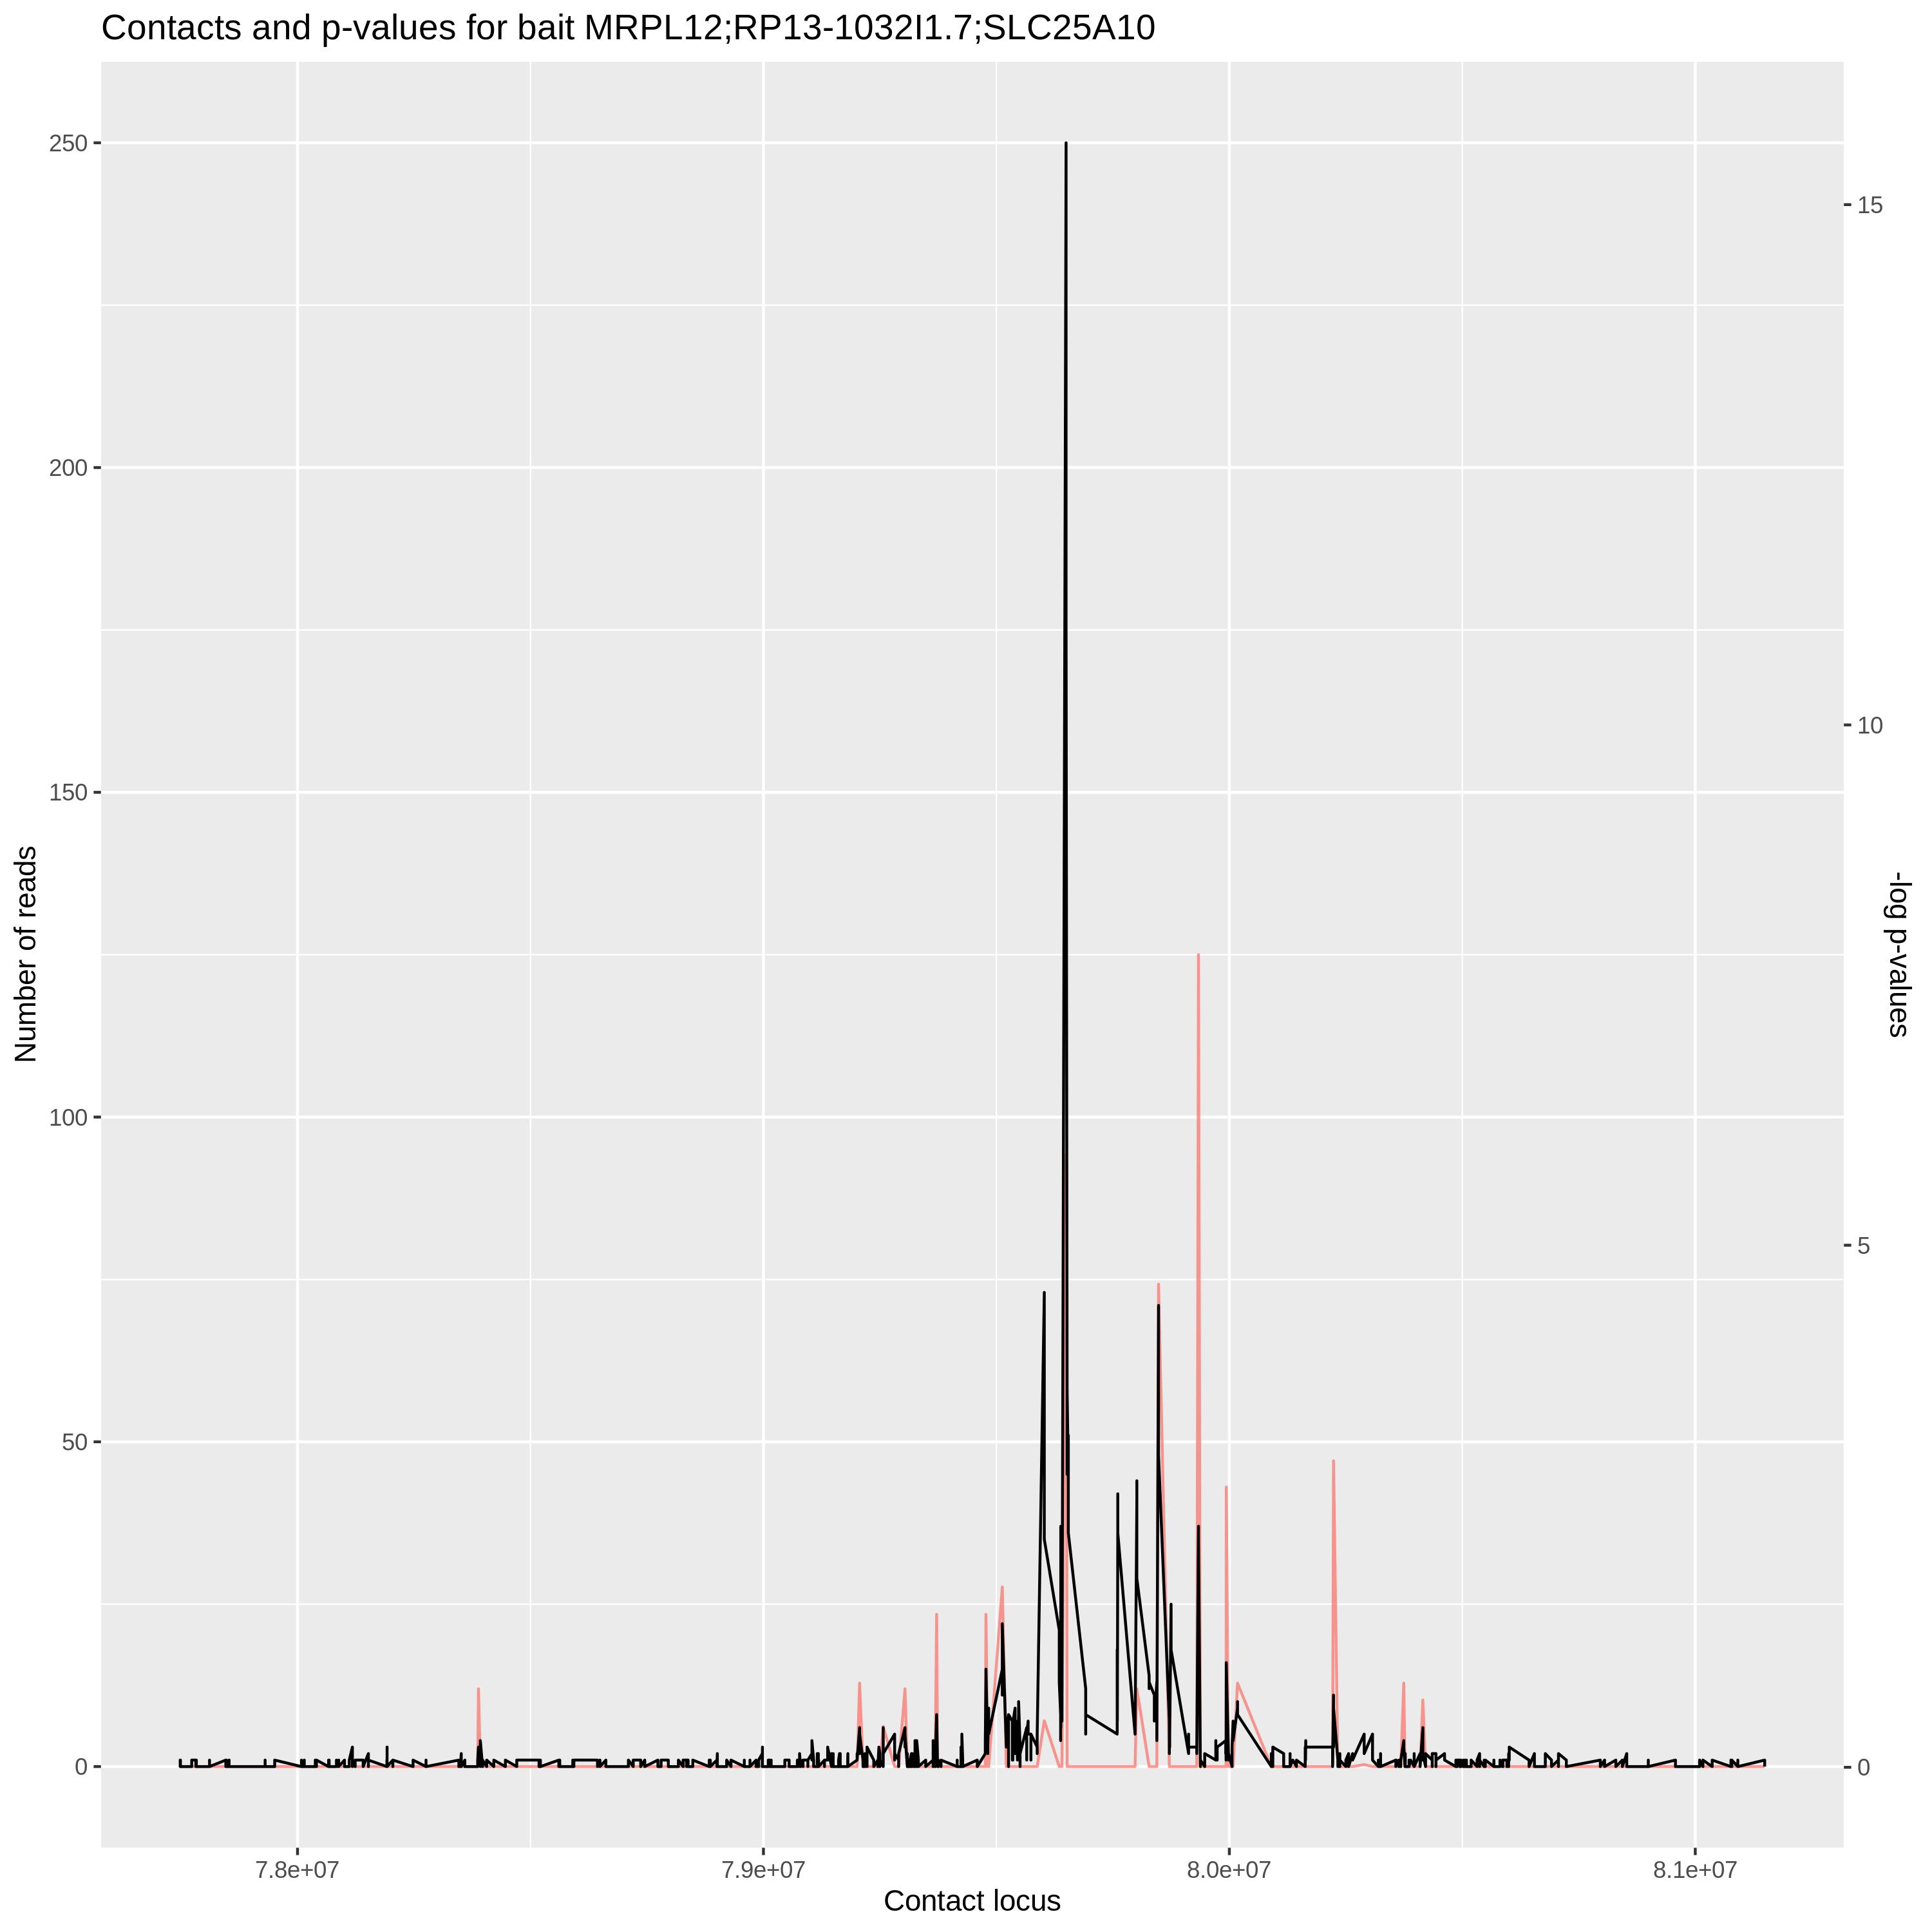 Contacts and p-values for bait MRPL12;RP13-1032I1.7;SLC25A10
250
200
150
100
50
0
Number of reads
15
10
5
0
-log p-values
7.8e+07
7.9e+07
8.0e+07
8.1e+07
Contact locus